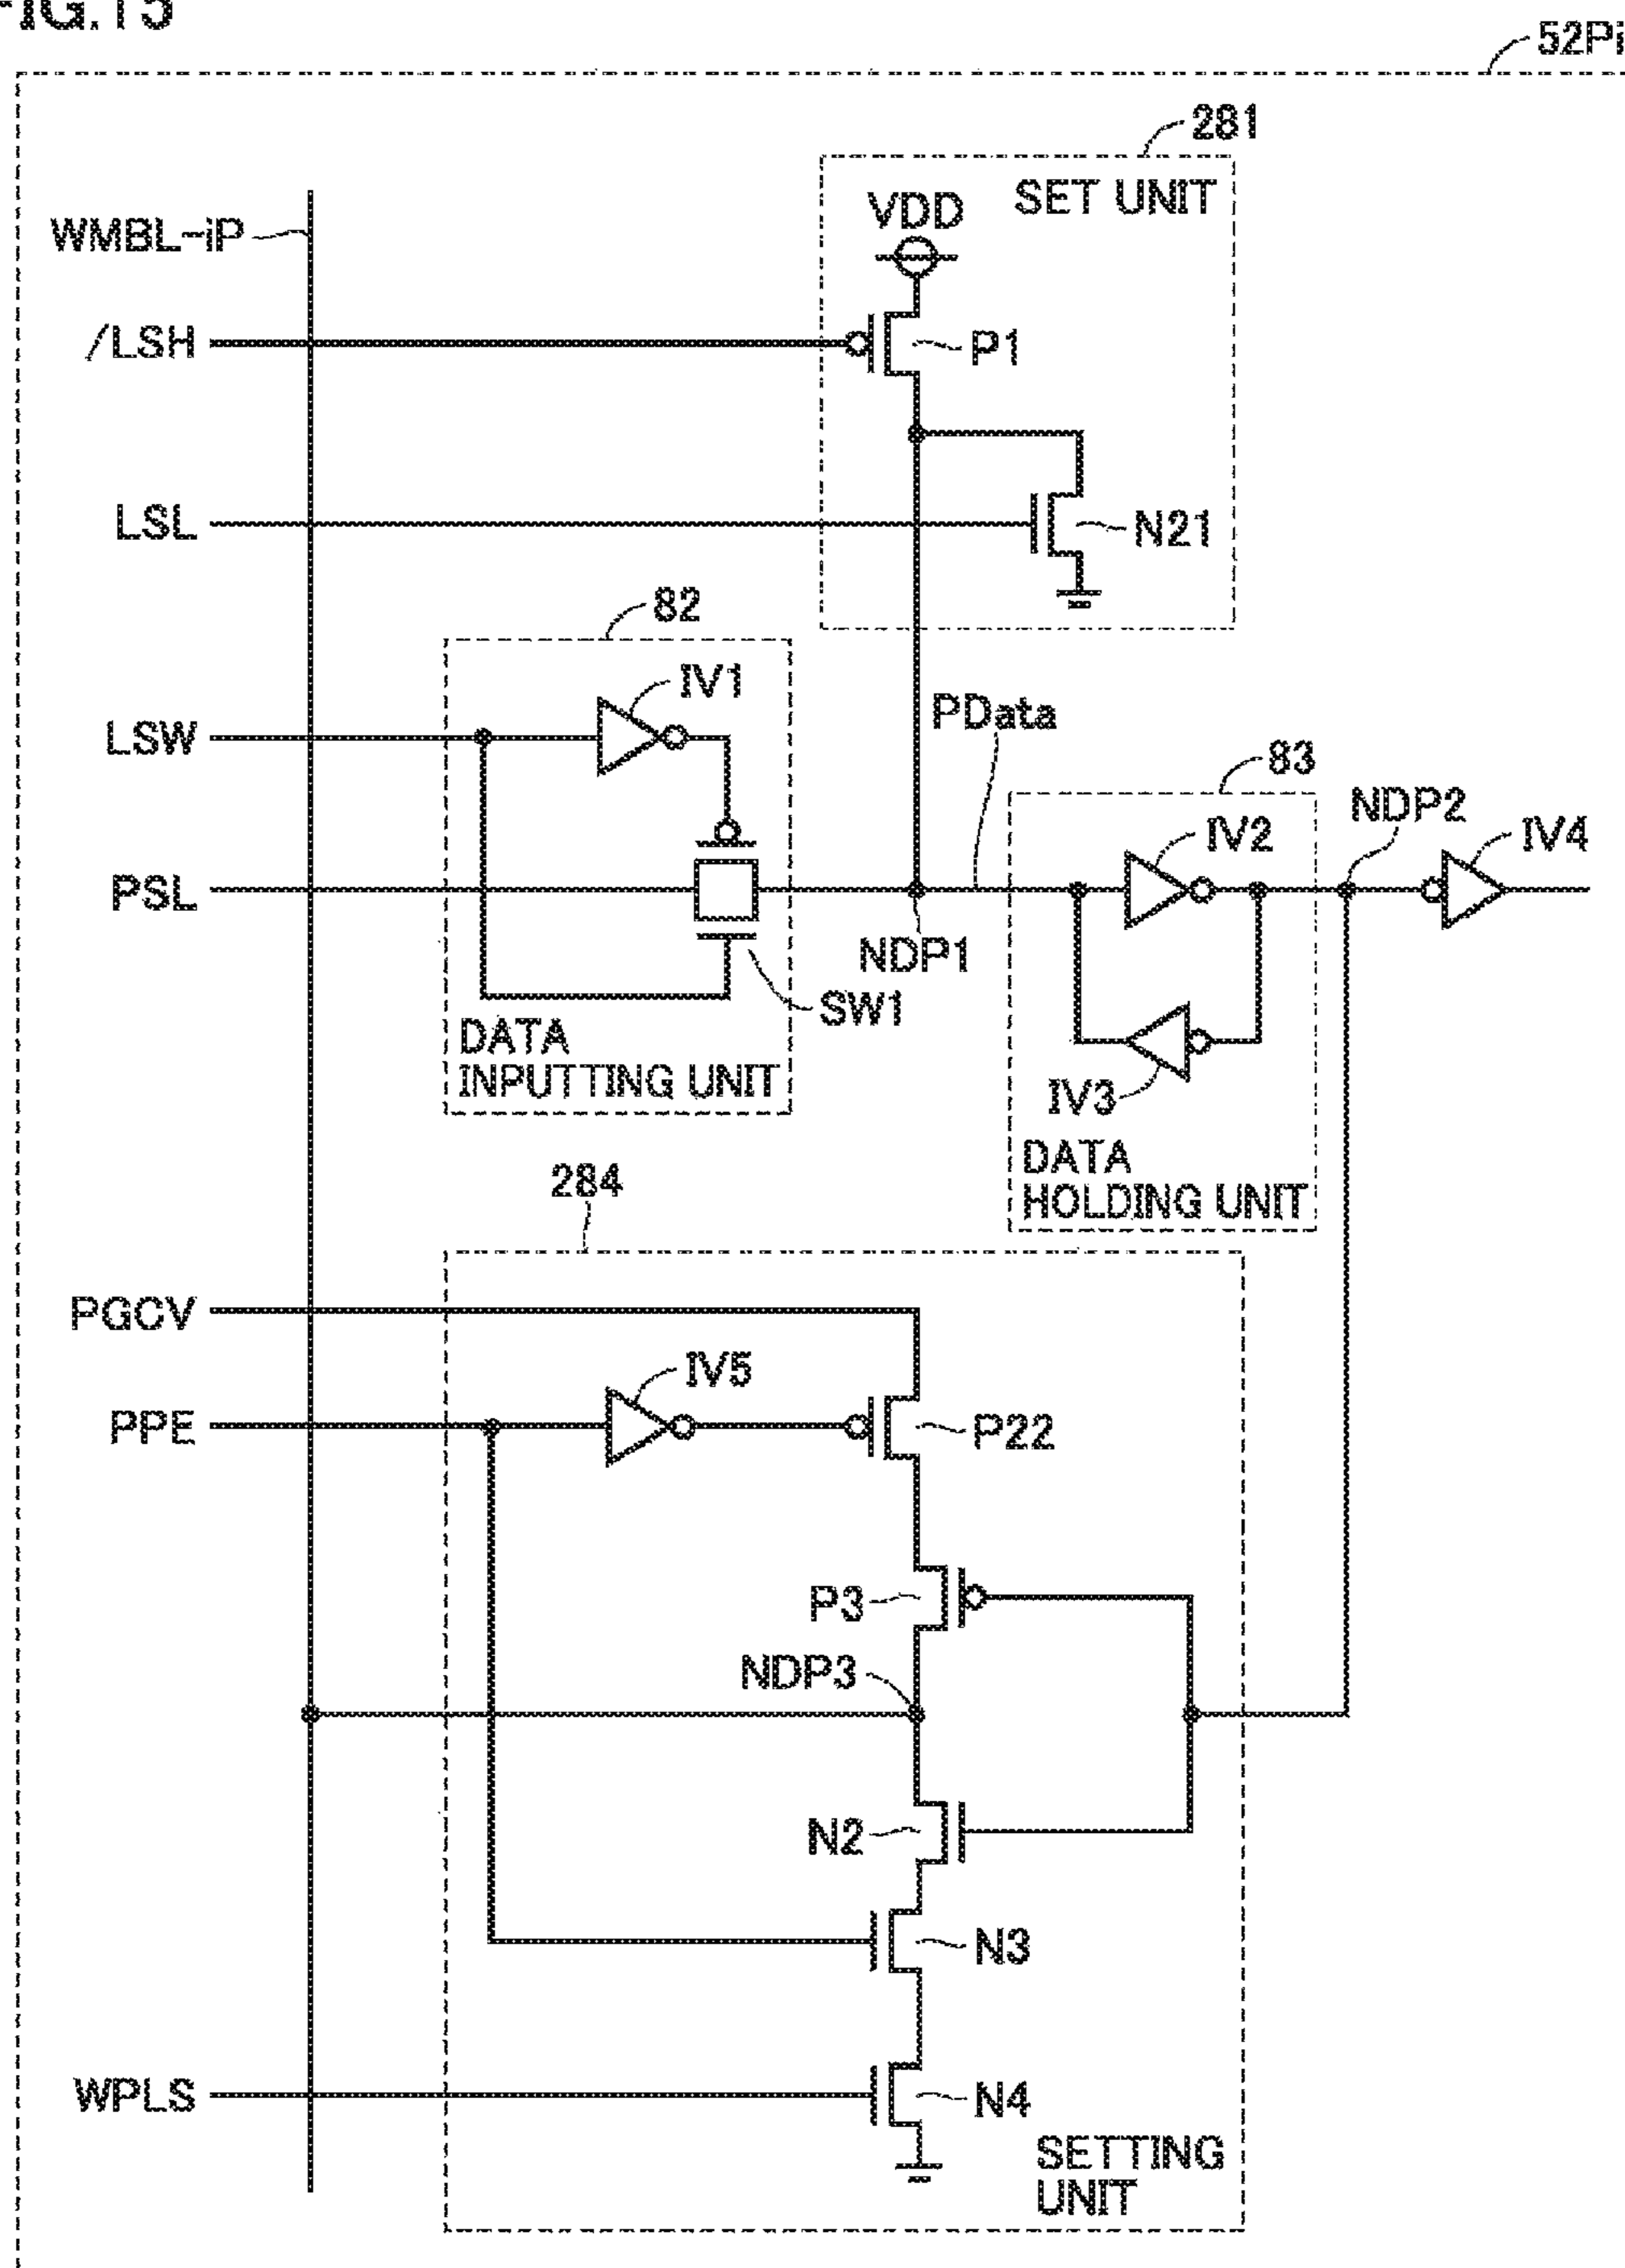 FIG.15
52Pi
281
SET UNIT
VDD
WMBL-iP
/LSH
P1
LSL
N21
82
IV1
LSW
PData
83
NDP2
IV2
IV4
PSL
NDP1
SW1
DATA
INPUTTING UNIT
IV3
DATA
HOLDING UNIT
284
PGCV
IV5
PPE
P22
P3
NDP3
N2
N3
WPLS
N4
SETTING
UNIT